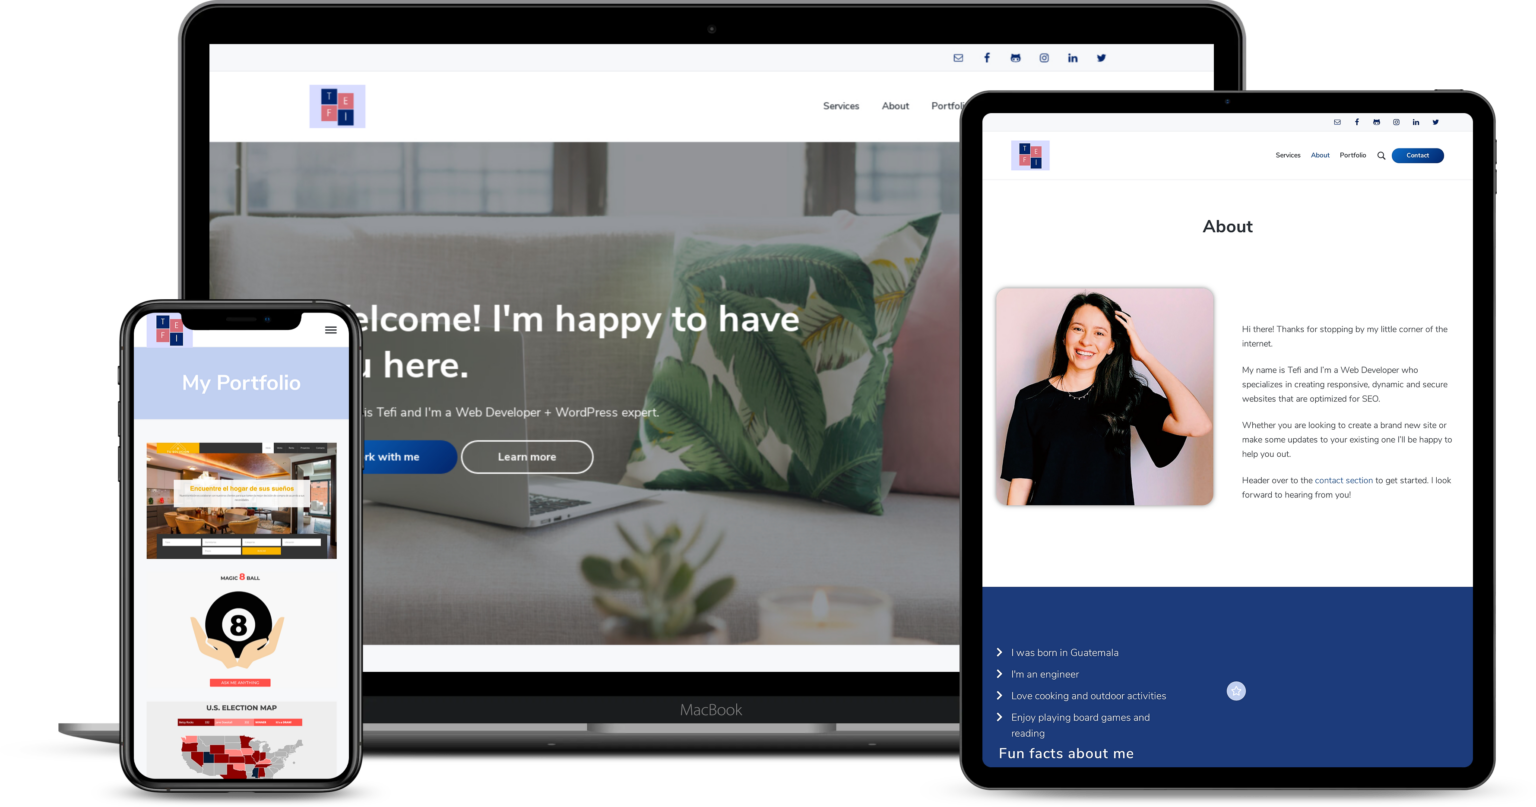 T
E
F
I
Services About
elcome! I'm happy to have
here.
is Tefi and I'm a Web Developer + WordPress expert.
rk with me
Learn more
MacBook
T
E
F
I
My Portfolio
Encuentre el hogar de sus sueños
MAGIC 8 BALL
8
ASK ME ANYTHING
U.S. ELECTION MAP
T
E
F
I
Services About Portfolio
Contact
About
Hi there! Thanks for stopping by my little corner of the
internet.
My name is Tefi and I'm a Web Developer who
specializes in creating responsive, dynamic and secure
websites that are optimized for SEO.
Whether you are looking to create a brand new site or
make some updates to your existing one I'll be happy to
help you out.
Header over to the contact section to get started. I look
forward to hearing from you!
I was born in Guatemala
I'm an engineer
Love cooking and outdoor activities
Enjoy playing board games and
reading
Fun facts about me